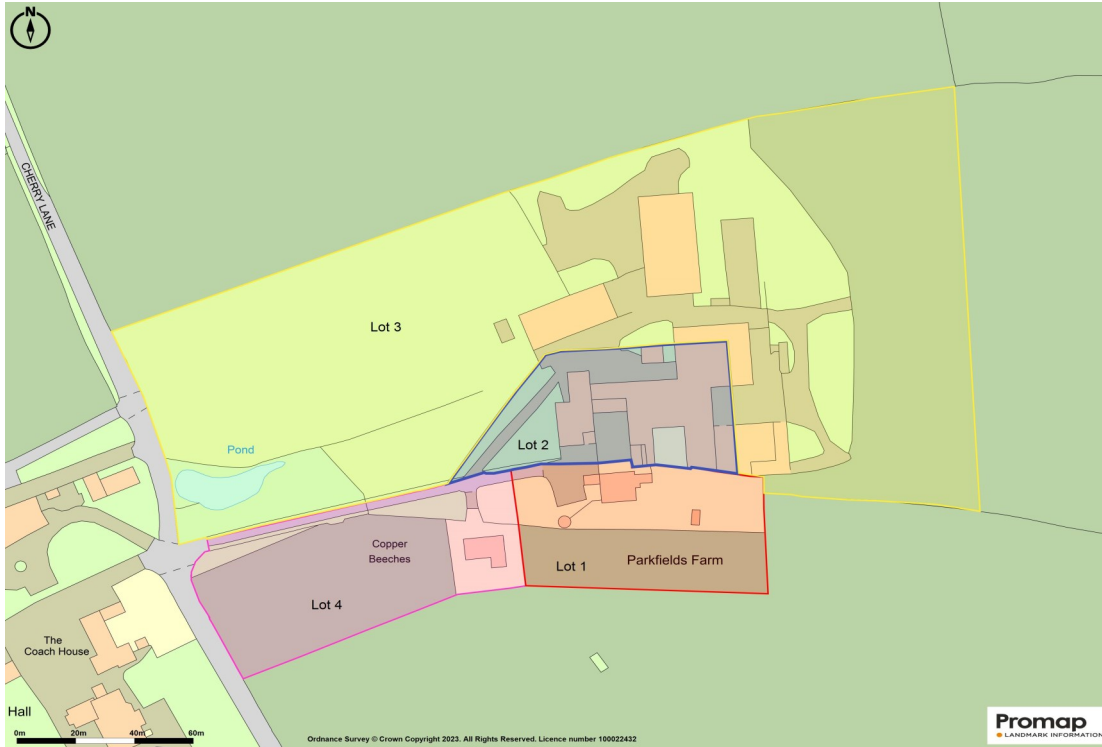 N
CHERRY LANE
Lot 3
Pond
Lot 2
Copper
Beeches
Lot 1
Parkfields Farm
Lot 4
The
Coach House
Hall
0m 20m 40m 60m
Ordnance Survey © Crown Copyright 2023. All Rights Reserved. Licence number 100022432
Promap
LANDMARK INFORMATION